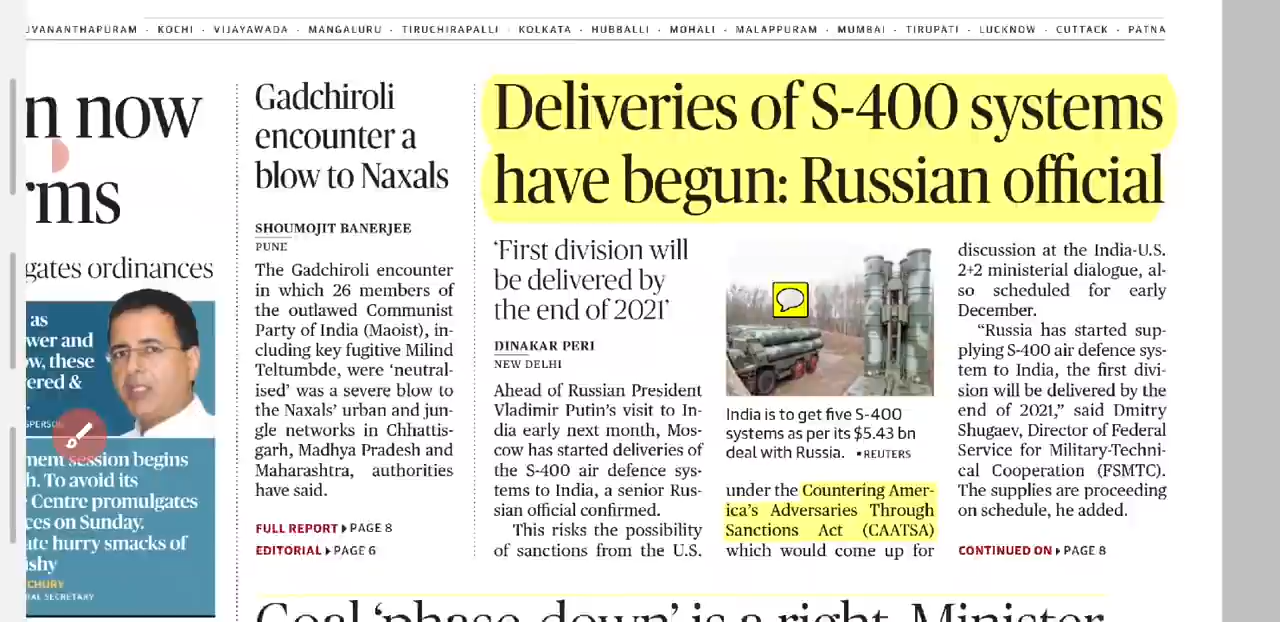 UVANANTHAPURAM · KOCHI · VIJAYAWADA · MANGALURU · TIRUCHIRAPALLI · KOLKATA · HUBBALLI · MOHALI · MALAPPURAM · MUMBAI · TIRUPATI · LUCKNOW · CUTTACK · PATNA
n now
rms
gates ordinances
as
wer and
ow, these
ered &
.
SPERSO
ment session begins
h. To avoid its
Centre promulgates
ces on Sunday.
ate hurry smacks of
ishy
CHURY
RAL SECRETARY
Gadchiroli
encounter a
blow to Naxals
SHOUMOJIT BANERJEE
PUNE
The Gadchiroli encounter
in which 26 members of
the outlawed Communist
Party of India (Maoist), in-
cluding key fugitive Milind
Teltumbde, were ‘neutral-
ised’ was a severe blow to
the Naxals’ urban and jun-
gle networks in Chhattis-
garh, Madhya Pradesh and
Maharashtra, authorities
have said.
FULL REPORT PAGE 8
EDITORIAL PAGE 6
Deliveries of S-400 systems
have begun: Russian official
‘First division will
be delivered by
the end of 2021’
DINAKAR PERI
NEW DELHI
Ahead of Russian President
Vladimir Putin’s visit to In-
dia early next month, Mos-
cow has started deliveries of
the S-400 air defence sys-
tems to India, a senior Rus-
sian official confirmed.
This risks the possibility
of sanctions from the U.S.
India is to get five S-400
systems as per its $5.43 bn
deal with Russia. ▪ REUTERS
under the Countering Amer-
ica’s Adversaries Through
Sanctions Act (CAATSA)
which would come up for
discussion at the India-U.S.
2+2 ministerial dialogue, al-
so scheduled for early
December.
“Russia has started sup-
plying S-400 air defence sys-
tem to India, the first divi-
sion will be delivered by the
end of 2021,” said Dmitry
Shugaev, Director of Federal
Service for Military-Techni-
cal Cooperation (FSMTC).
The supplies are proceeding
on schedule, he added.
CONTINUED ON PAGE 8
Coal ‘phase-down’ is a right, Minister